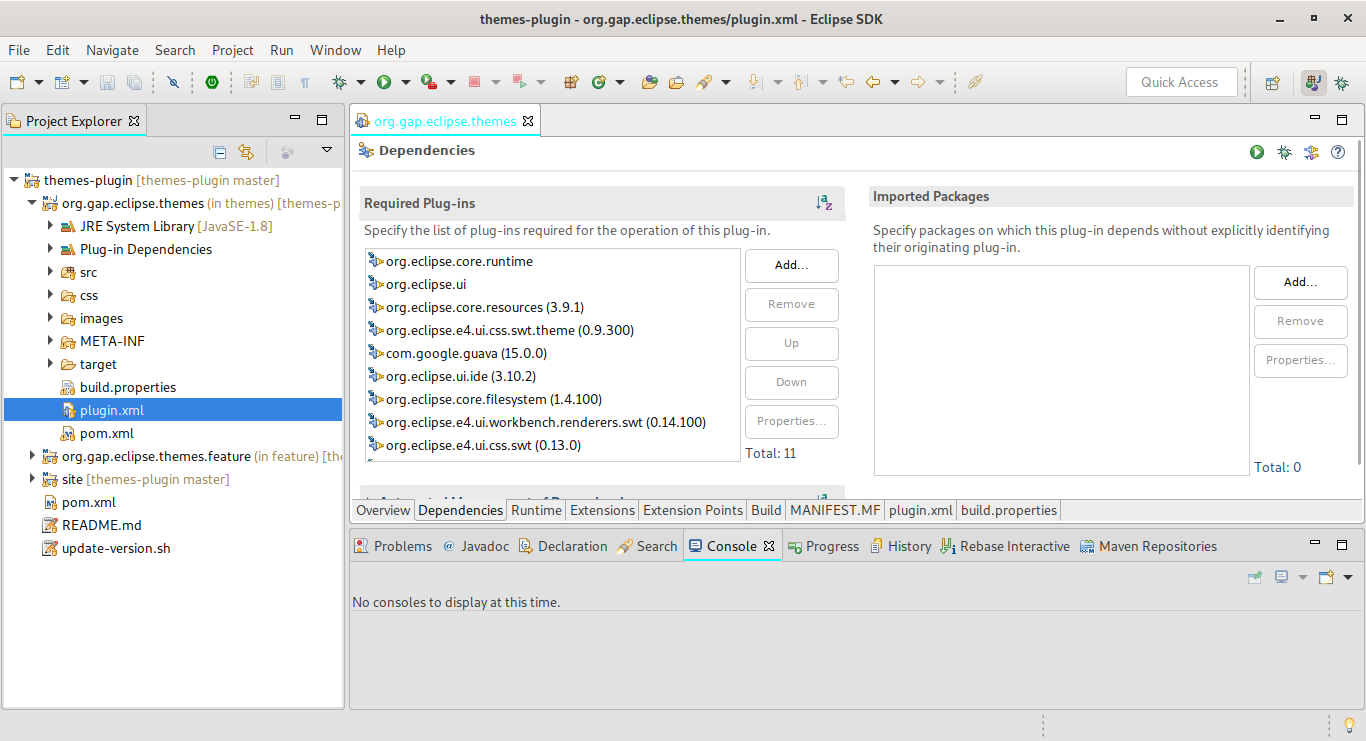 themes-plugin - org.gap.eclipse.themes/plugin.xml - Eclipse SDK
File Edit Navigate Search Project Run Window Help
Quick Access
Project Explorer
org.gap.eclipse.themes
Dependencies
themes-plugin [themes-plugin master]
org.gap.eclipse.themes (in themes) [themes-p
JRE System Library [JavaSE-1.8]
Plug-in Dependencies
src
css
images
META-INF
target
build.properties
plugin.xml
pom.xml
org.gap.eclipse.themes.feature (in feature) [the
site [themes-plugin master]
pom.xml
README.md
update-version.sh
Required Plug-ins
Specify the list of plug-ins required for the operation of this plug-in.
org.eclipse.core.runtime
org.eclipse.ui
org.eclipse.core.resources (3.9.1)
org.eclipse.e4.ui.css.swt.theme (0.9.300)
com.google.guava (15.0.0)
org.eclipse.ui.ide (3.10.2)
org.eclipse.core.filesystem (1.4.100)
org.eclipse.e4.ui.workbench.renderers.swt (0.14.100)
org.eclipse.e4.ui.css.swt (0.13.0)
Add...
Remove
Up
Down
Properties...
Total: 11
Imported Packages
Specify packages on which this plug-in depends without explicitly identifying
their originating plug-in.
Add...
Remove
Properties...
Total: 0
Overview Dependencies Runtime Extensions Extension Points Build MANIFEST.MF plugin.xml build.properties
Problems @ Javadoc Declaration Search Console Progress History Rebase Interactive Maven Repositories
No consoles to display at this time.